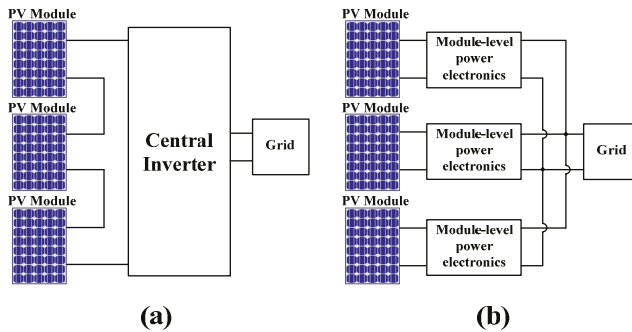 PV Module
PV Module
PV Module
Central
Inverter
Grid
(a)
PV Module
Module-level
power
electronics
PV Module
Module-level
power
electronics
PV Module
Module-level
power
electronics
Grid
(b)